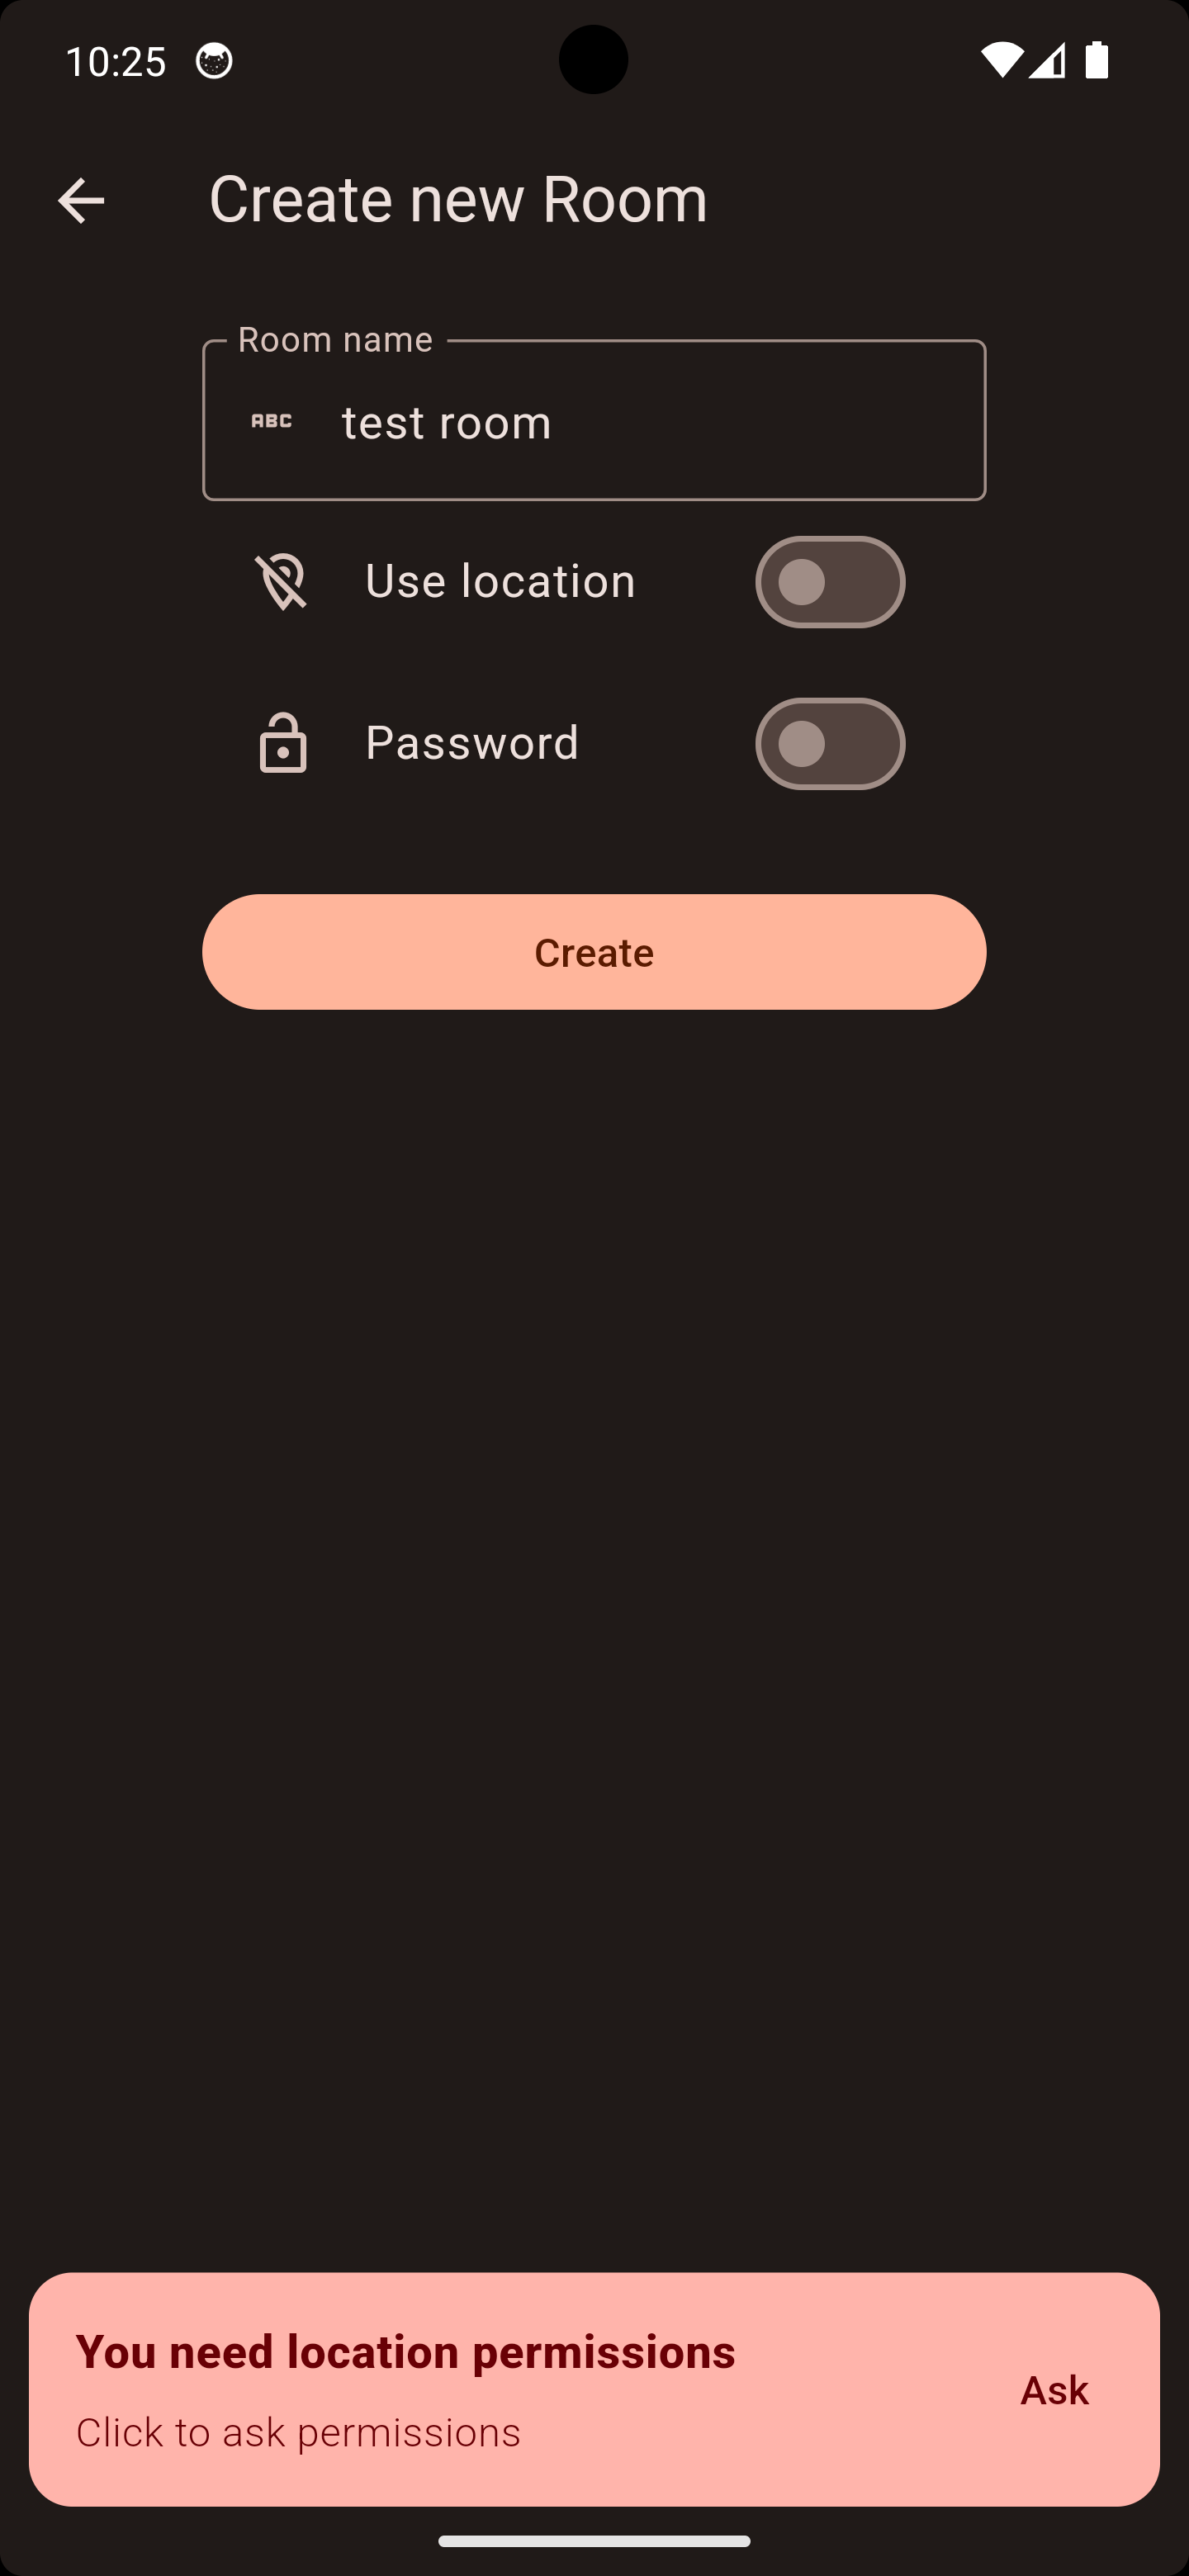 10:25
Create new Room
Room name
ABC
test room
Use location
Password
Create
You need location permissions
Click to ask permissions
Ask